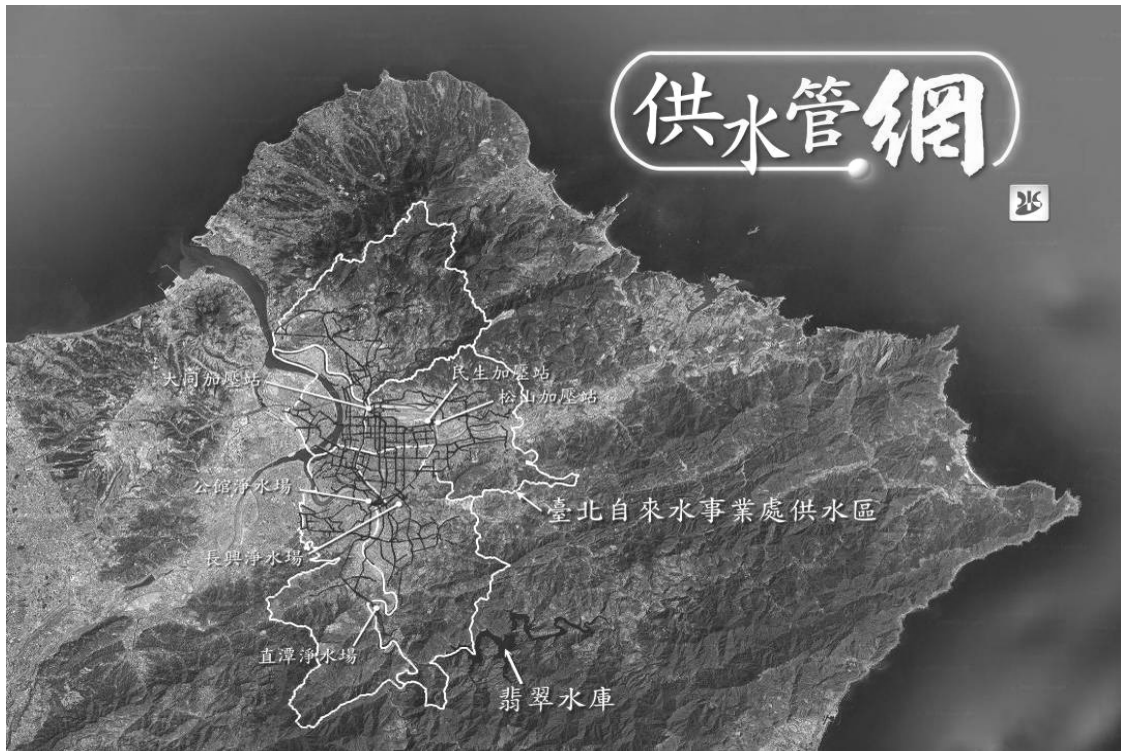 供水管網
大同加壓站
民生加壓站
松山加壓站
公館淨水場
臺北自來水事業處供水區
長興淨水場
直潭淨水場
翡翠水庫